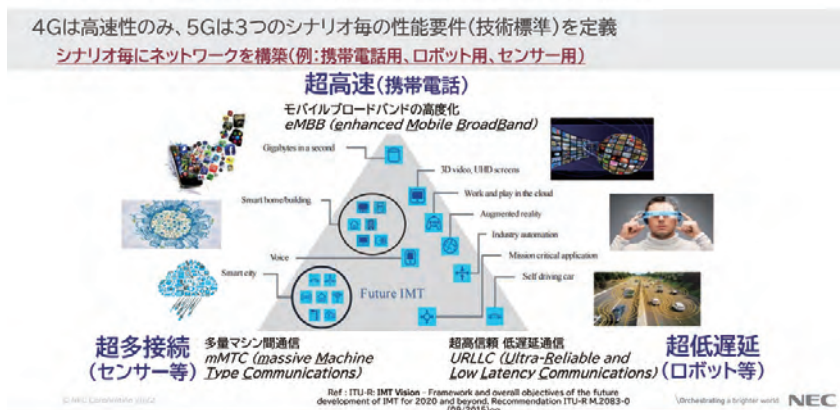 4Gは高速性のみ、5Gは3つのシナリオ毎の性能要件(技術標準)を定義
シナリオ毎にネットワークを構築(例:携帯電話用、ロボット用、センサー用)
超高速(携帯電話)
モバイルブロードバンドの高度化
eMBB (enhanced Mobile BroadBand)
Gigabytes in a second
3D video, UHD screens
Smart home/building
Work and play in the cloud
Augmented reality
Industry automation
Voice
Mission critical application
Smart city
Self driving car
Future IMT
超多接続
(センサー等)
多量マシン間通信
mMTC (massive Machine
Type Communications)
超高信頼 低遅延通信
URLLC (Ultra-Reliable and
Low Latency Communications)
超低遅延
(ロボット等)
Ref : ITU-R: IMT Vision - Framework and overall objectives of the future
development of IMT for 2020 and beyond. Recommendation ITU-R M.2083-0
(09/2015)
© NEC Corporation 2022
\Orchestrating a brighter world
NEC